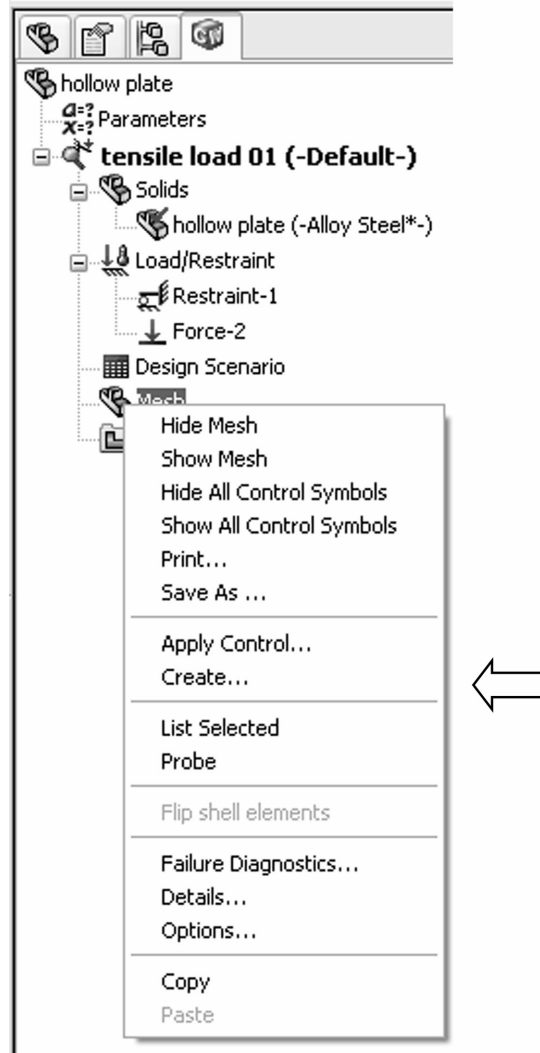 hollow plate
a=?
x=? Parameters
tensile load 01 (-Default-)
Solids
hollow plate (-Alloy Steel*-)
Load/Restraint
Restraint-1
Force-2
Design Scenario
Mesh
Hide Mesh
Show Mesh
Hide All Control Symbols
Show All Control Symbols
Print...
Save As ...
Apply Control...
Create...
List Selected
Probe
Flip shell elements
Failure Diagnostics...
Details...
Options...
Copy
Paste